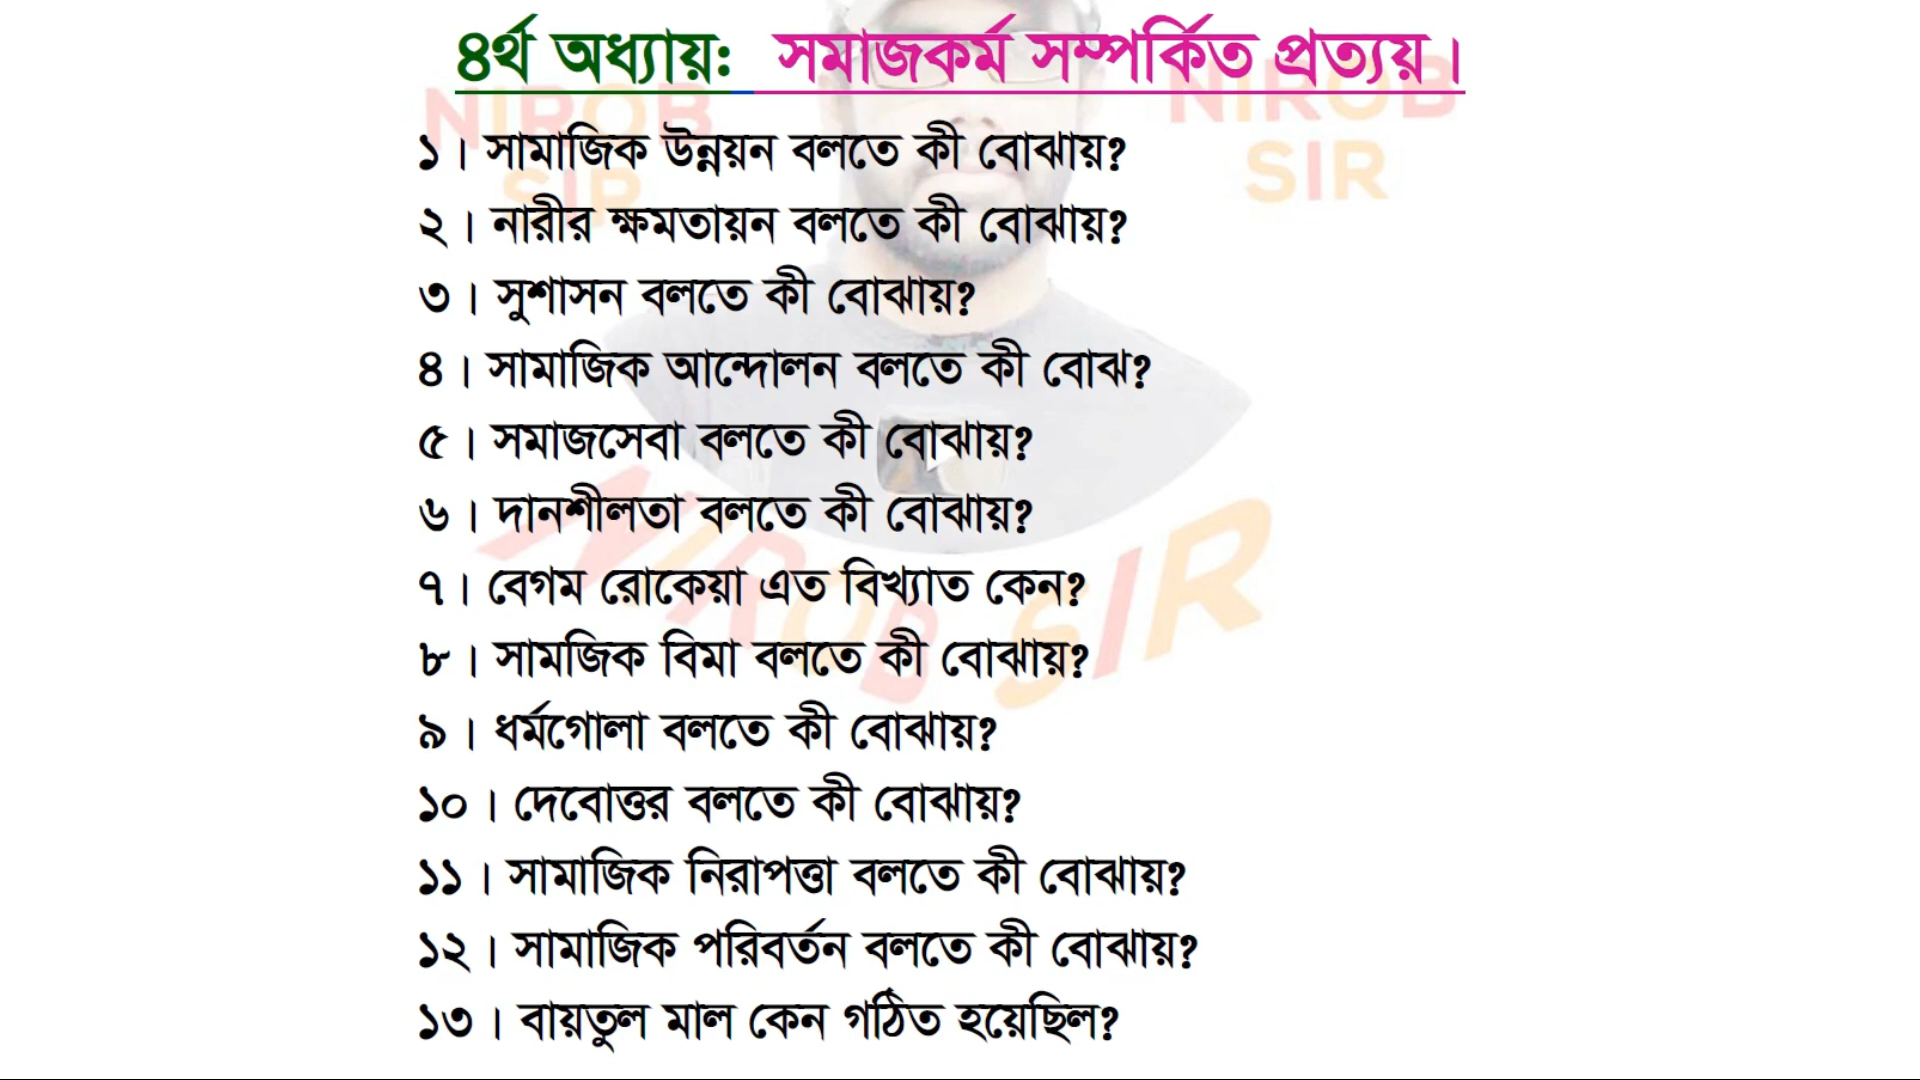 ৪র্থ অধ্যায়: সমাজকর্ম সম্পর্কিত প্রত্যয়।
NIROB SIR
NIROB SIR
১। সামাজিক উন্নয়ন বলতে কী বোঝায়?
২। নারীর ক্ষমতায়ন বলতে কী বোঝায়?
৩। সুশাসন বলতে কী বোঝায়?
৪। সামাজিক আন্দোলন বলতে কী বোঝ?
৫। সমাজসেবা বলতে কী বোঝায়?
৬। দানশীলতা বলতে কী বোঝায়?
NIROB SIR
৭। বেগম রোকেয়া এত বিখ্যাত কেন?
৮। সামজিক বিমা বলতে কী বোঝায়?
৯। ধর্মগোলা বলতে কী বোঝায়?
১০। দেবোত্তর বলতে কী বোঝায়?
১১। সামাজিক নিরাপত্তা বলতে কী বোঝায়?
১২। সামাজিক পরিবর্তন বলতে কী বোঝায়?
১৩। বায়তুল মাল কেন গঠিত হয়েছিল?